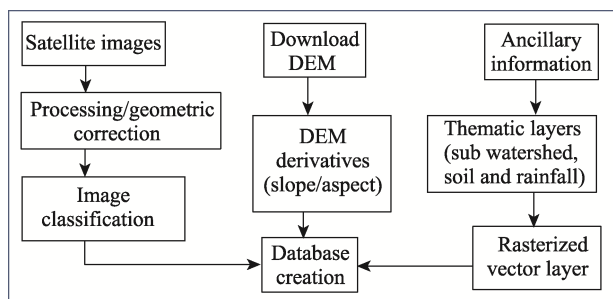 Satellite images
Processing/geometric
correction
Image
classification
Download
DEM
DEM
derivatives
(slope/aspect)
Database
creation
Ancillary
information
Thematic layers
(sub watershed,
soil and rainfall)
Rasterized
vector layer